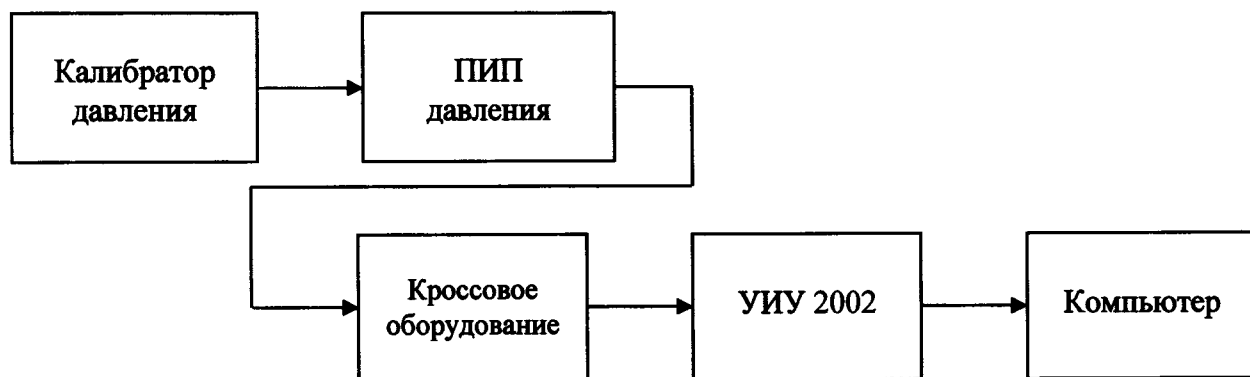 Калибратор
давления
ПИП
давления
Кроссовое
оборудование
УИУ 2002
Компьютер